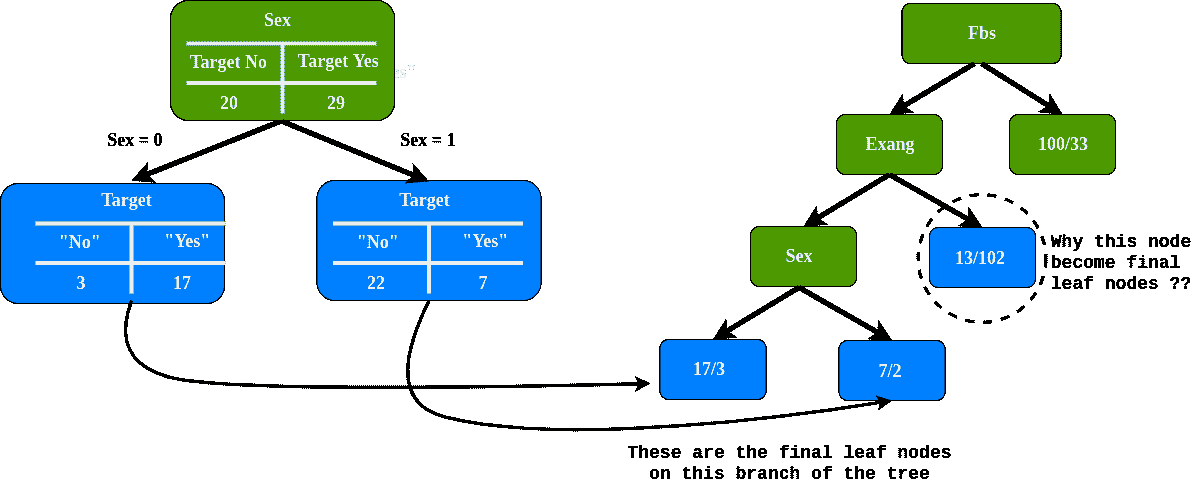 Sex
Target No Target Yes
20 29
Sex = 0
Sex = 1
Target
"No" "Yes"
3 17
Target
"No" "Yes"
22 7
Fbs
Exang
100/33
Sex
13/102
Why this node
become final
leaf nodes ??
17/3
7/2
These are the final leaf nodes
on this branch of the tree